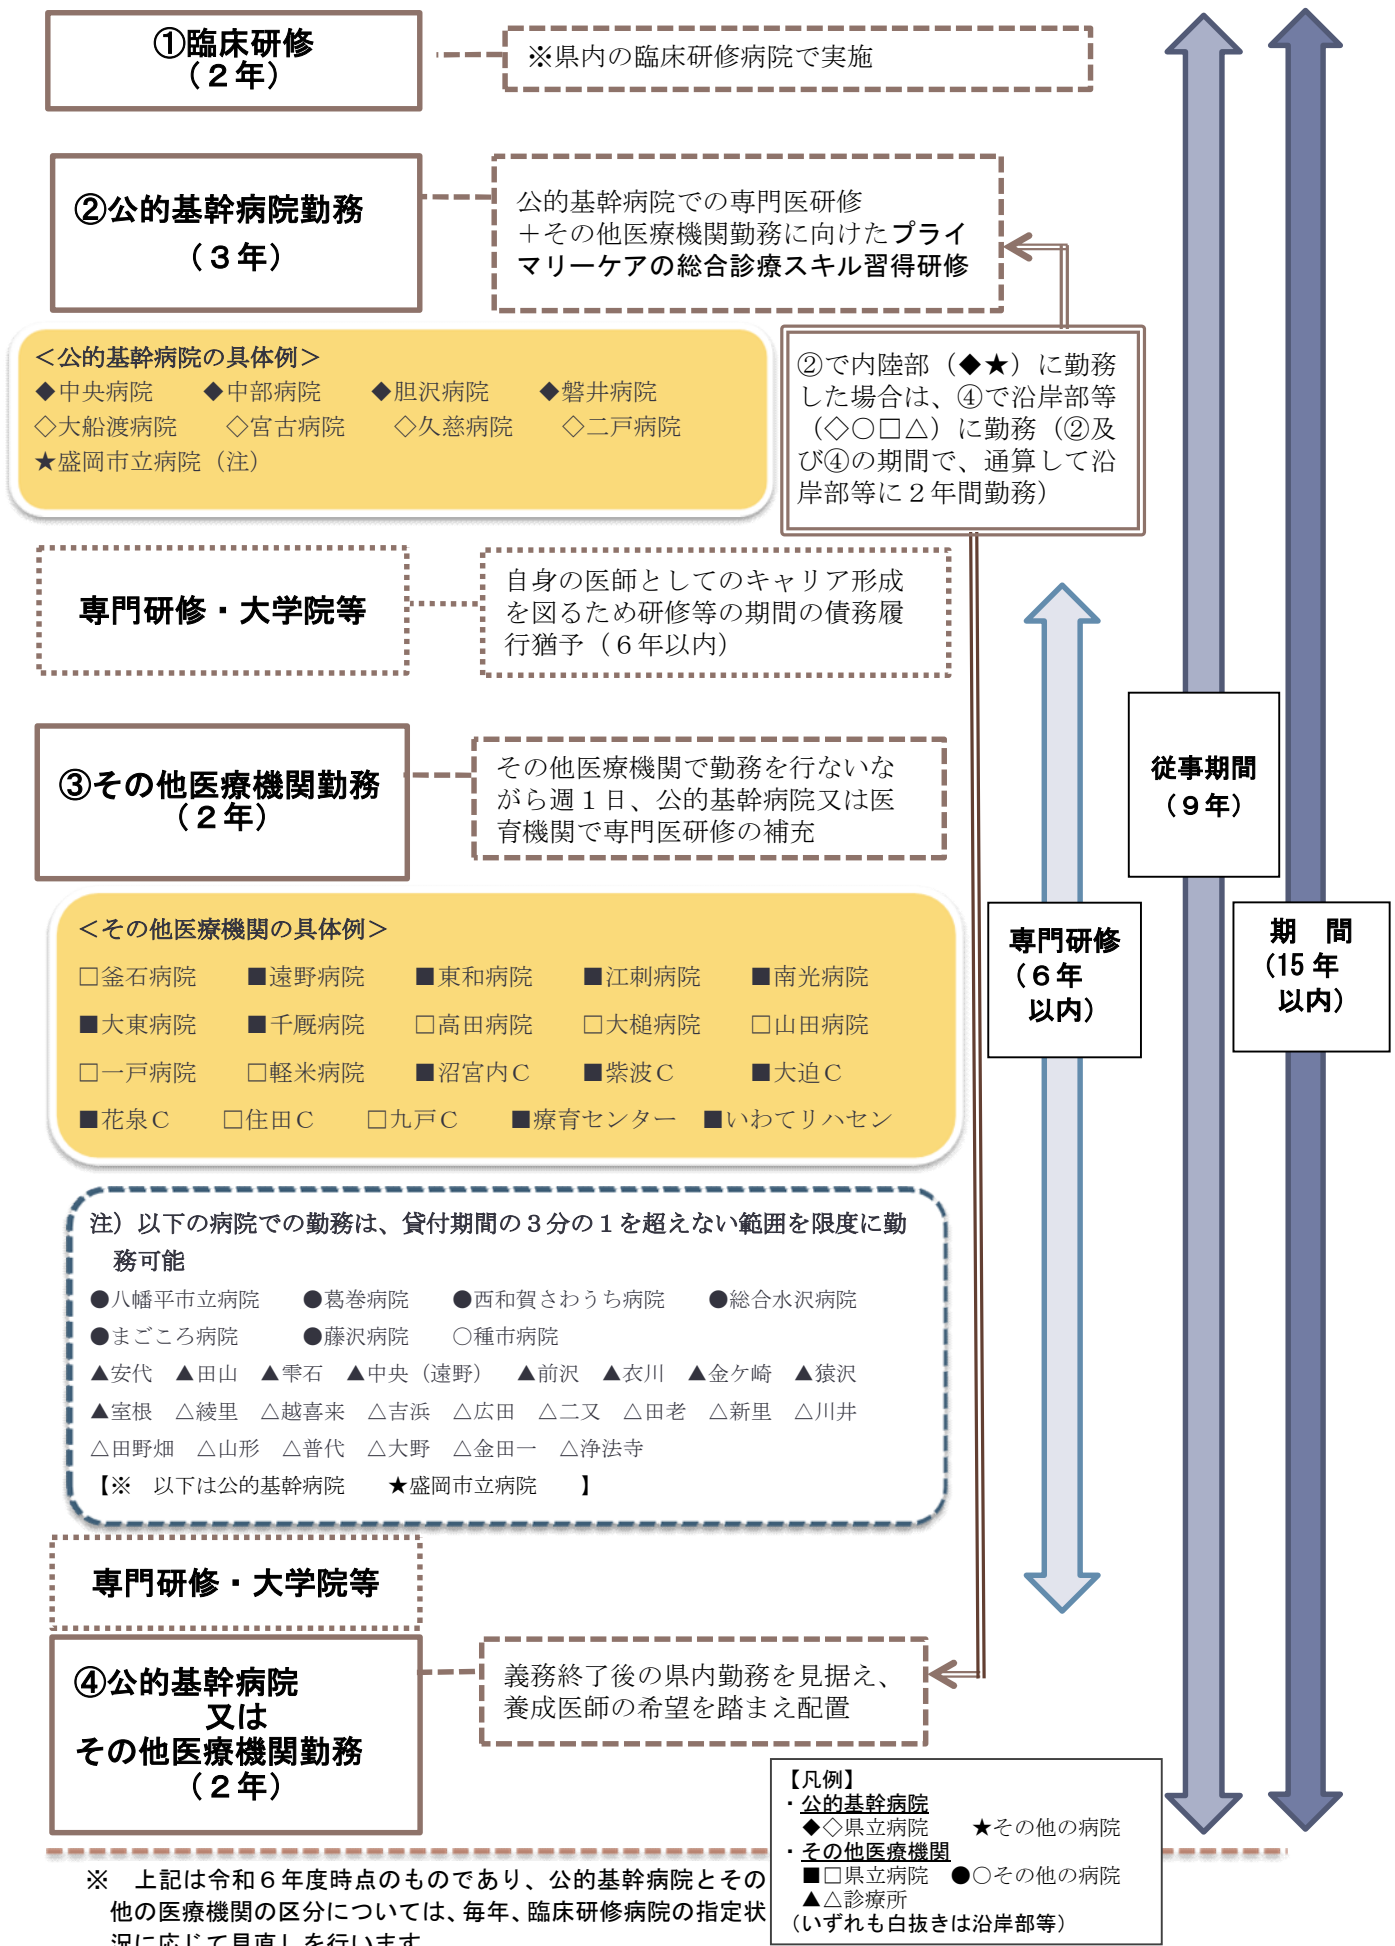 ①臨床研修
（２年）
※県内の臨床研修病院で実施
②公的基幹病院勤務
（３年）
公的基幹病院での専門医研修
＋その他医療機関勤務に向けたプライ
マリーケアの総合診療スキル習得研修
＜公的基幹病院の具体例＞
◆中央病院　◆中部病院　◆胆沢病院　◆磐井病院
◇大船渡病院　◇宮古病院　◇久慈病院　◇二戸病院
★盛岡市立病院（注）
②で内陸部（◆★）に勤務
した場合は、④で沿岸部等
（◇○□△）に勤務（②及
び④の期間で、通算して沿
岸部等に２年間勤務）
専門研修・大学院等
自身の医師としてのキャリア形成
を図るため研修等の期間の債務履
行猶予（６年以内）
③その他医療機関勤務
（２年）
その他医療機関で勤務を行ないな
がら週１日、公的基幹病院又は医
育機関で専門医研修の補充
従事期間
（９年）
専門研修
（６年
以内）
期　間
（15年
以内）
＜その他医療機関の具体例＞
□釜石病院　■遠野病院　■東和病院　■江刺病院　■南光病院
■大東病院　■千厩病院　□高田病院　□大槌病院　□山田病院
□一戸病院　□軽米病院　■沼宮内Ｃ　■紫波Ｃ　■大迫Ｃ
■花泉Ｃ　□住田Ｃ　□九戸Ｃ　■療育センター　■いわてリハセン
注）以下の病院での勤務は、貸付期間の３分の１を超えない範囲を限度に勤
務可能
●八幡平市立病院　●葛巻病院　●西和賀さわうち病院　●総合水沢病院
●まごころ病院　●藤沢病院　○種市病院
▲安代　▲田山　▲雫石　▲中央（遠野）　▲前沢　▲衣川　▲金ケ崎　▲猿沢
▲室根　△綾里　△越喜来　△吉浜　△広田　△二又　△田老　△新里　△川井
△田野畑　△山形　△普代　△大野　△金田一　△浄法寺
【※　以下は公的基幹病院　★盛岡市立病院　】
専門研修・大学院等
④公的基幹病院
又は
その他医療機関勤務
（２年）
義務終了後の県内勤務を見据え、
養成医師の希望を踏まえ配置
【凡例】
・公的基幹病院
◆◇県立病院　★その他の病院
・その他医療機関
■□県立病院　●○その他の病院
▲△診療所
（いずれも白抜きは沿岸部等）
※　上記は令和６年度時点のものであり、公的基幹病院とその
他の医療機関の区分については、毎年、臨床研修病院の指定状
況に応じて見直しを行います